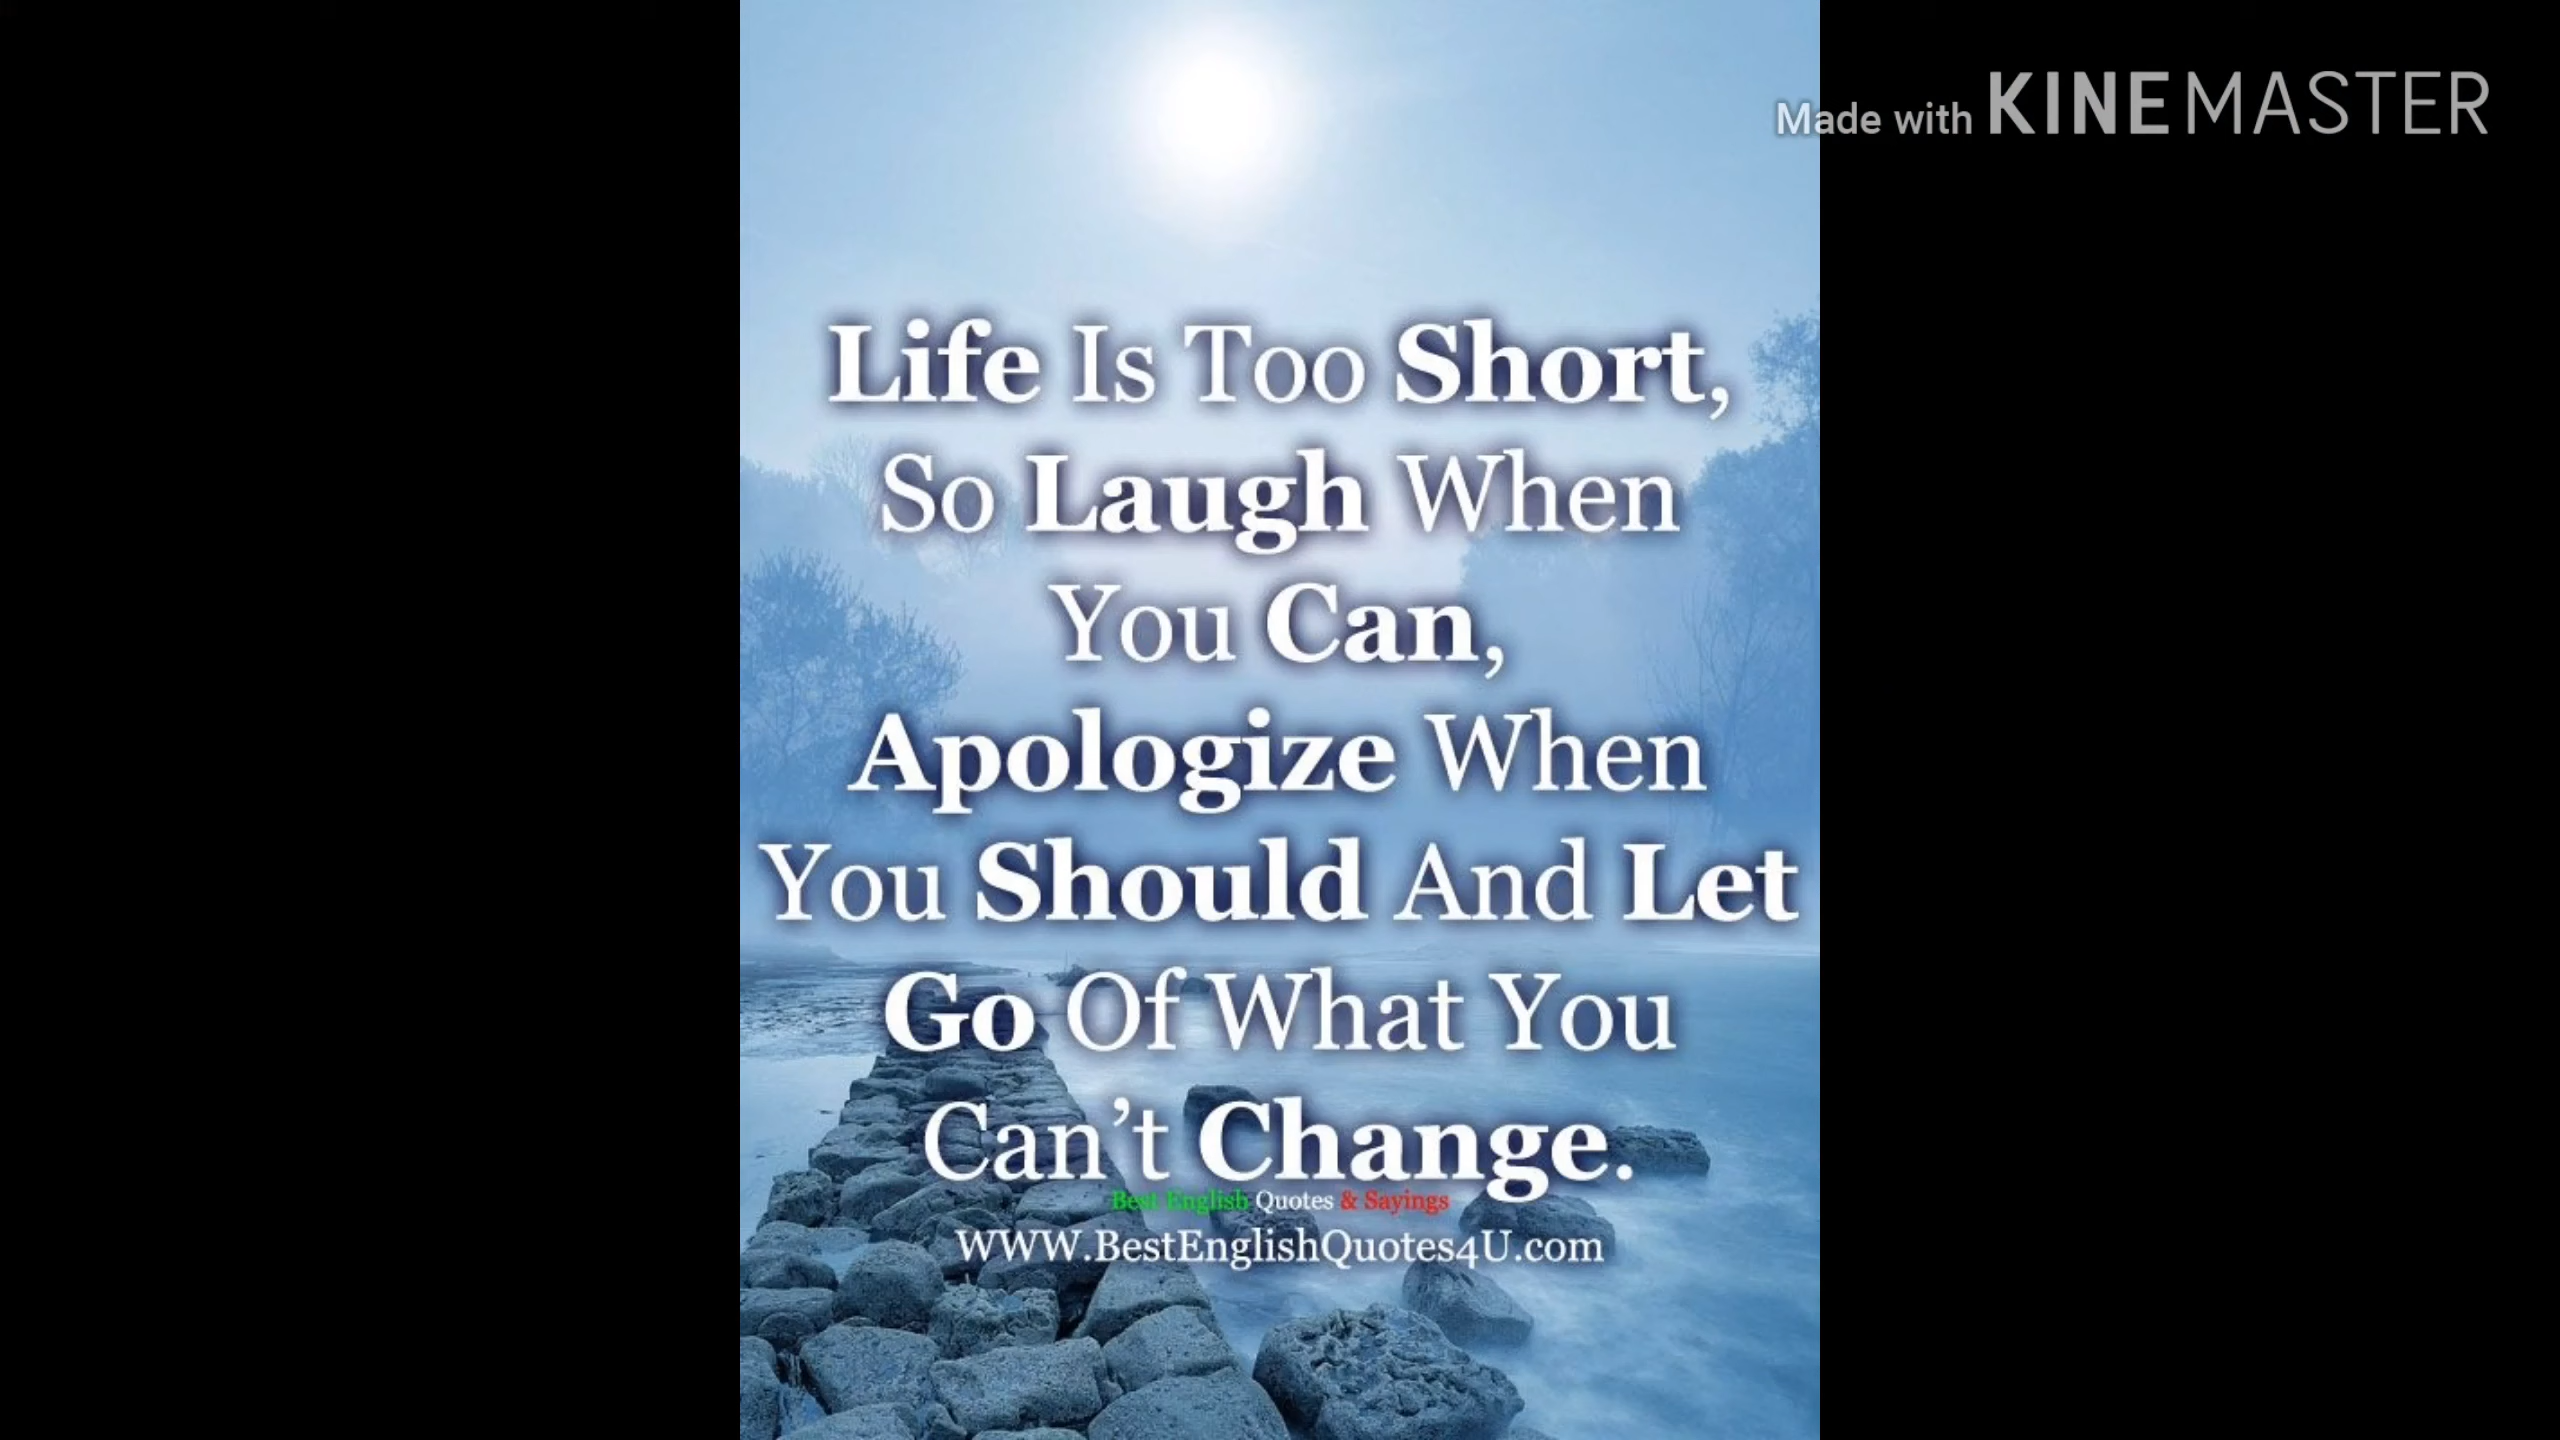 Made with KINEMASTER
Life Is Too Short,
So Laugh When
You Can,
Apologize When
You Should And Let
Go Of What You
Can’t Change.
Best English Quotes & Sayings
WWW.BestEnglishQuotes4U.com